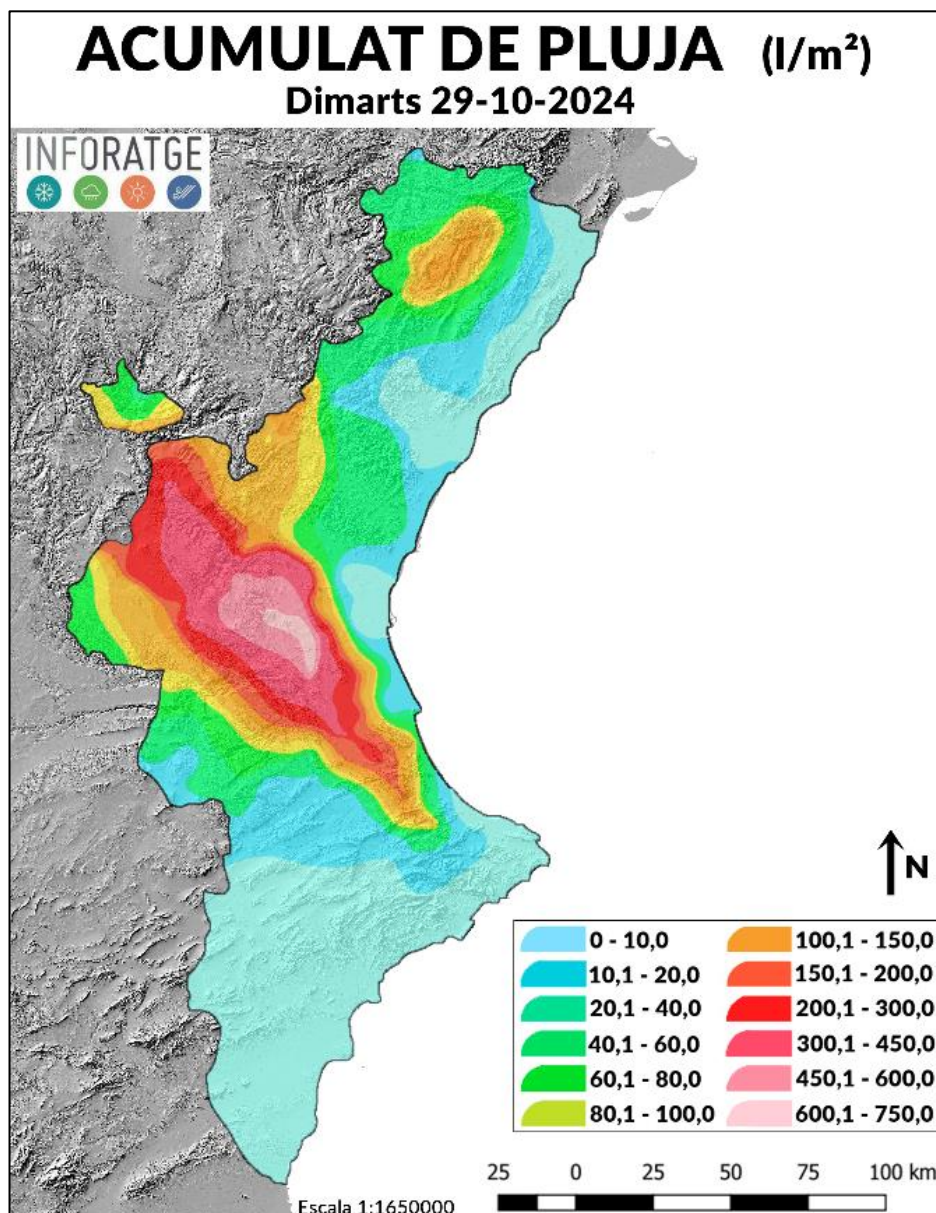 ACUMULAT DE PLUJA (l/m²)
Dimarts 29-10-2024
INFORATGE
N
0 - 10,0
10,1 - 20,0
20,1 - 40,0
40,1 - 60,0
60,1 - 80,0
80,1 - 100,0
100,1 - 150,0
150,1 - 200,0
200,1 - 300,0
300,1 - 450,0
450,1 - 600,0
600,1 - 750,0
25 0 25 50 75 100 km
Escala 1:1650000